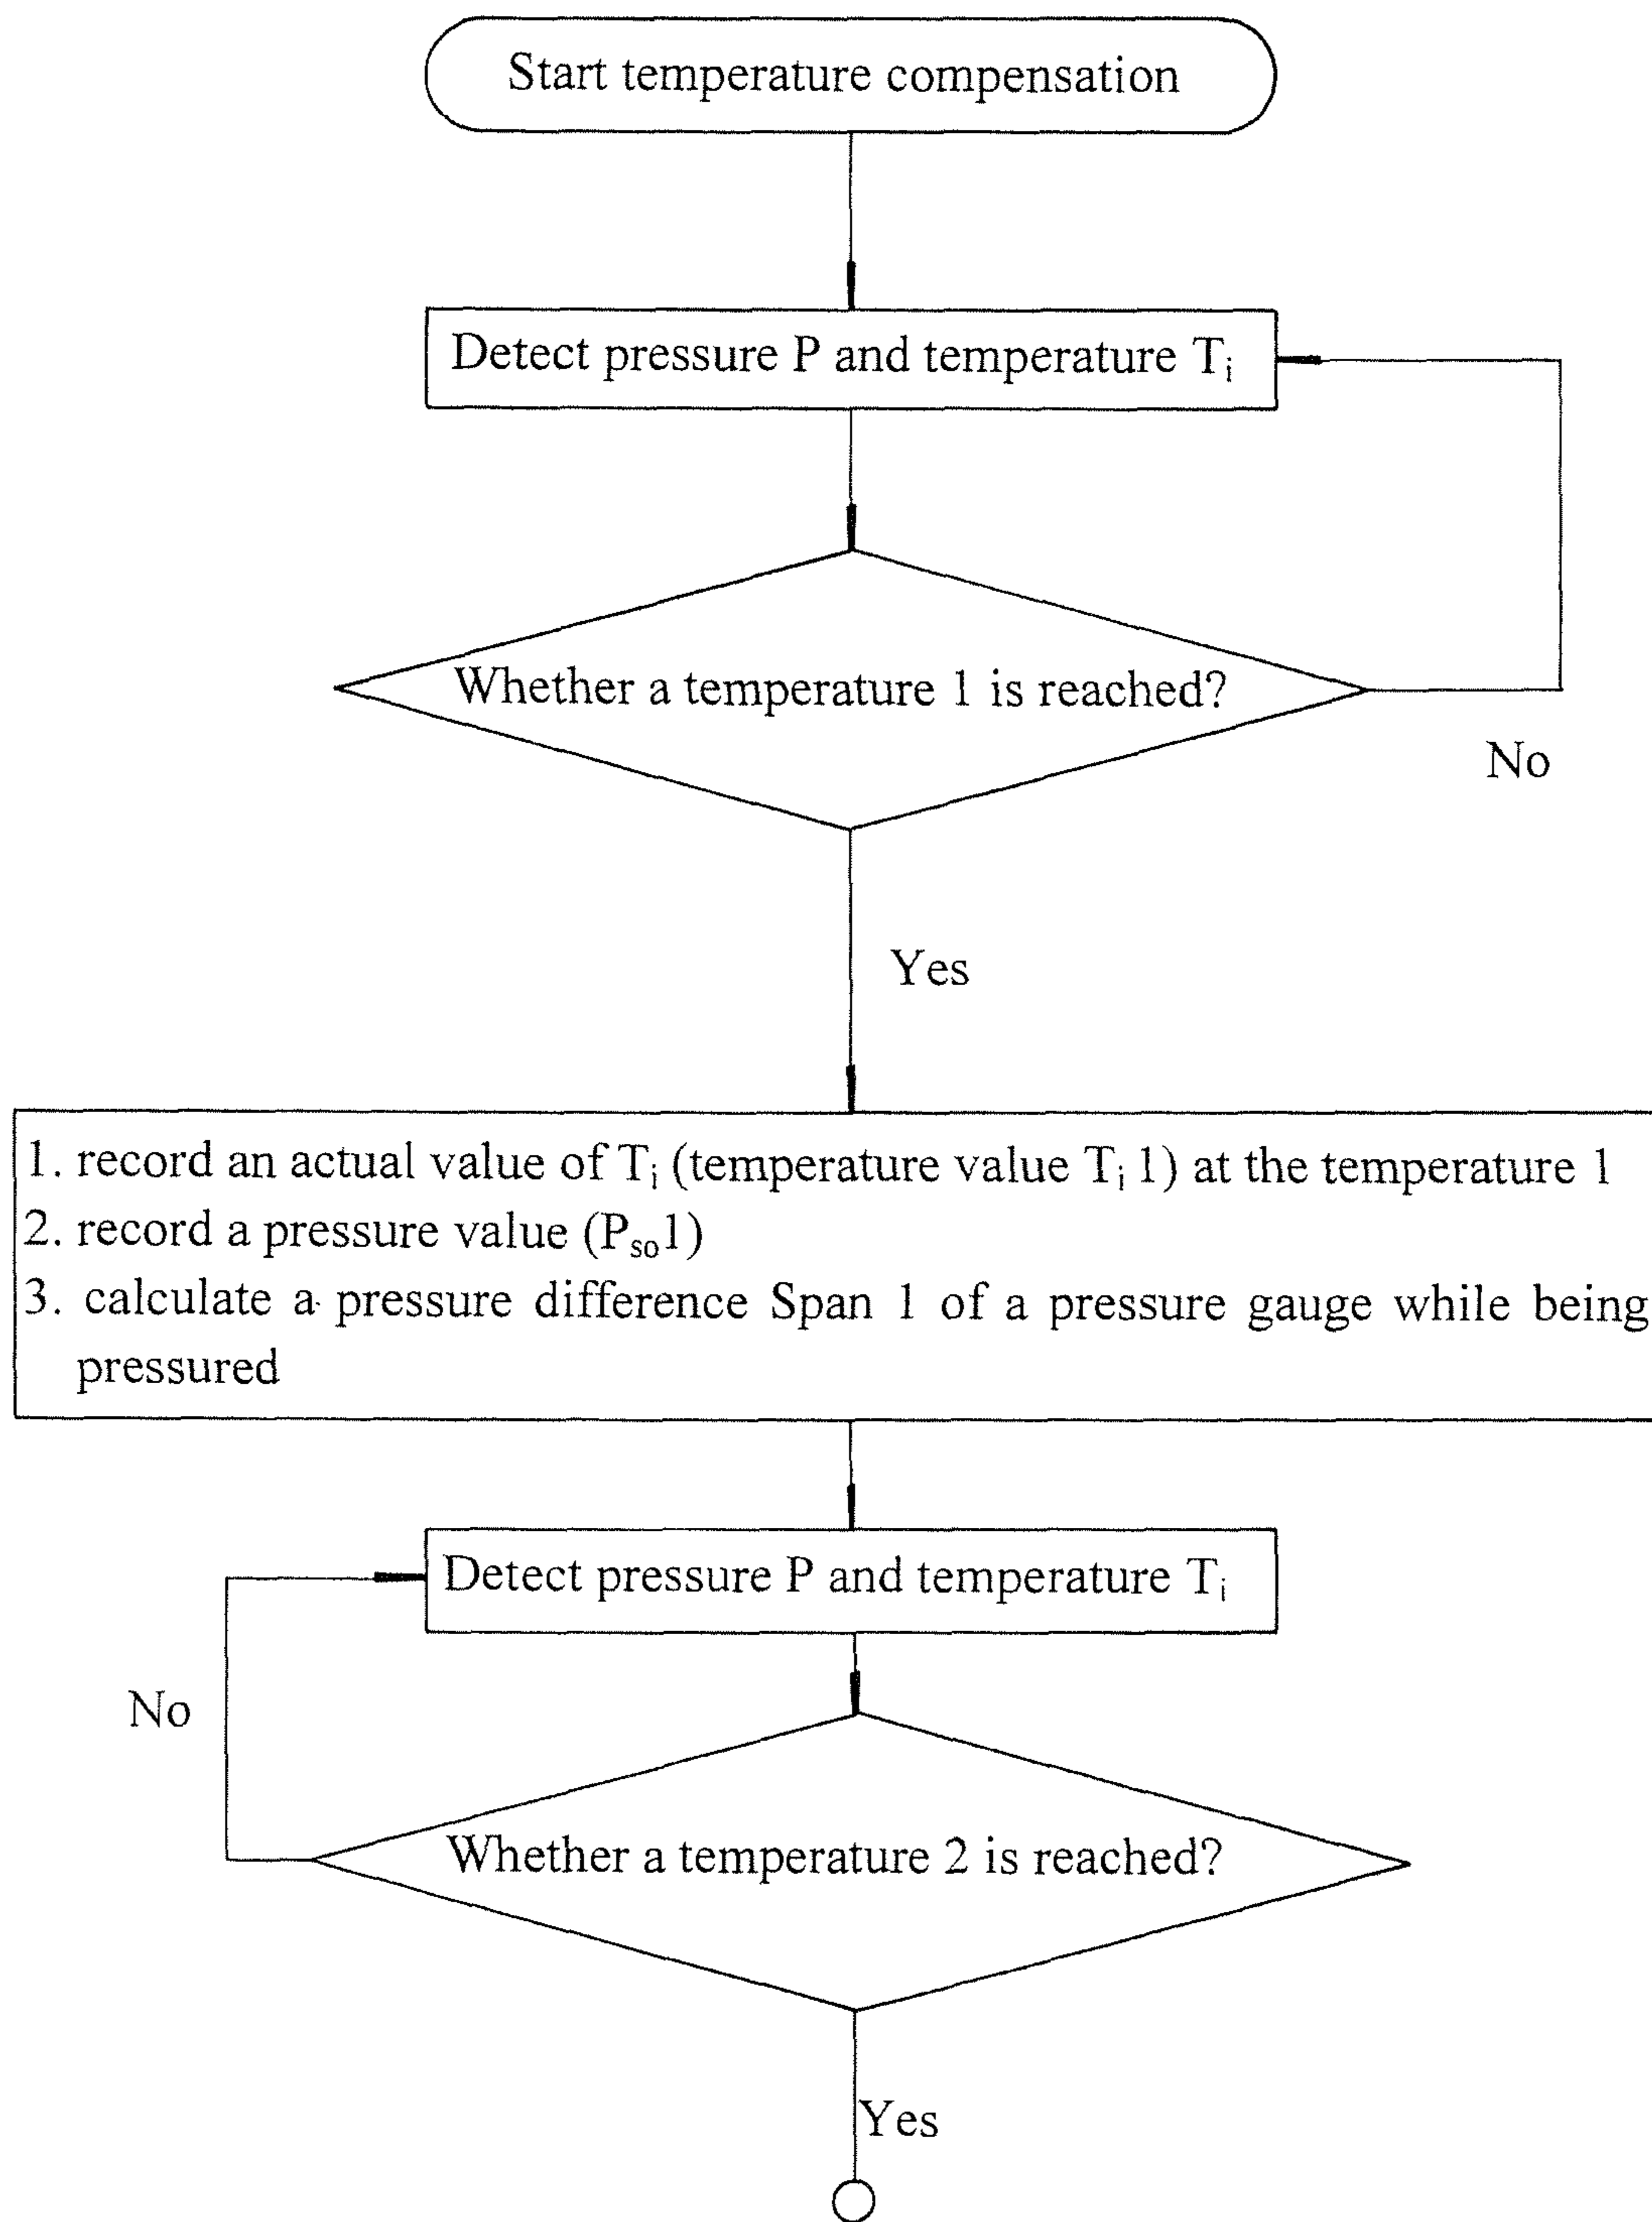 Start temperature compensation
Detect pressure P and temperature Tᵢ
Whether a temperature 1 is reached?
No
Yes
1. record an actual value of Tᵢ (temperature value Tᵢ 1) at the temperature 1
2. record a pressure value (Pₛₒ1)
3. calculate a pressure difference Span 1 of a pressure gauge while being
pressured
Detect pressure P and temperature Tᵢ
No
Whether a temperature 2 is reached?
Yes